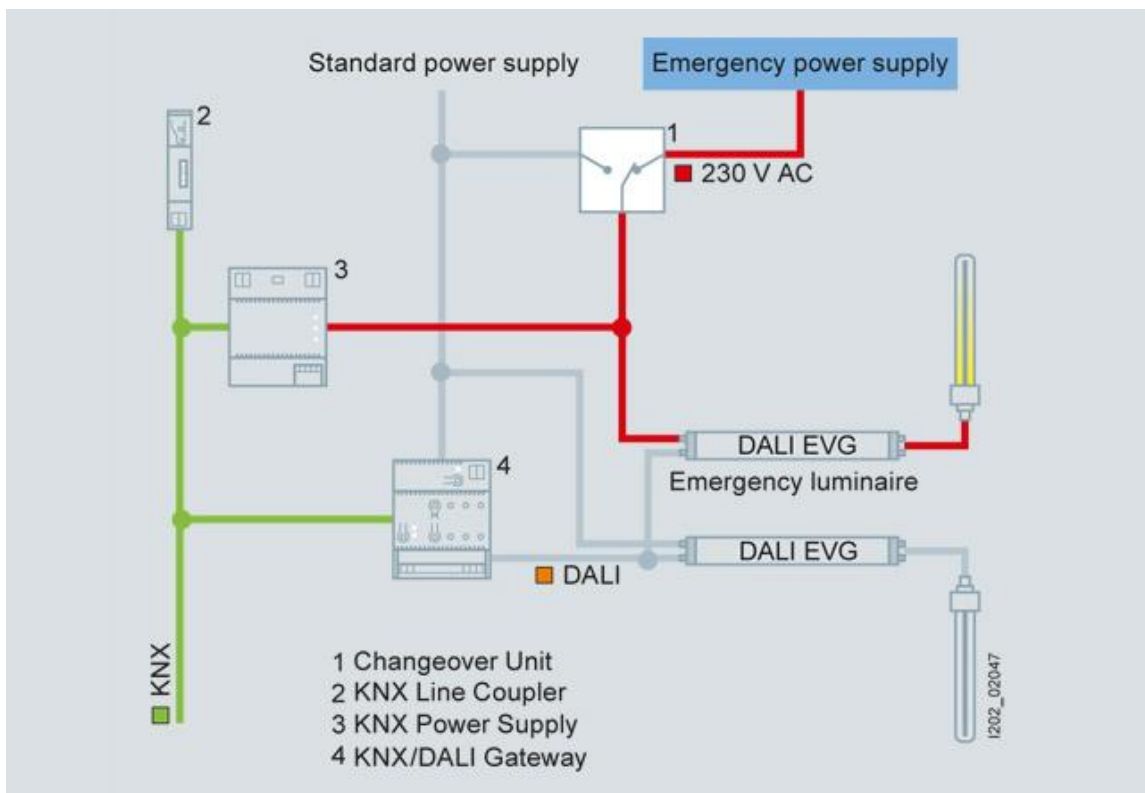 Standard power supply
Emergency power supply
2
1
230 V AC
3
4
DALI EVG
Emergency luminaire
DALI EVG
DALI
KNX
1 Changeover Unit
2 KNX Line Coupler
3 KNX Power Supply
4 KNX/DALI Gateway
I202_02047